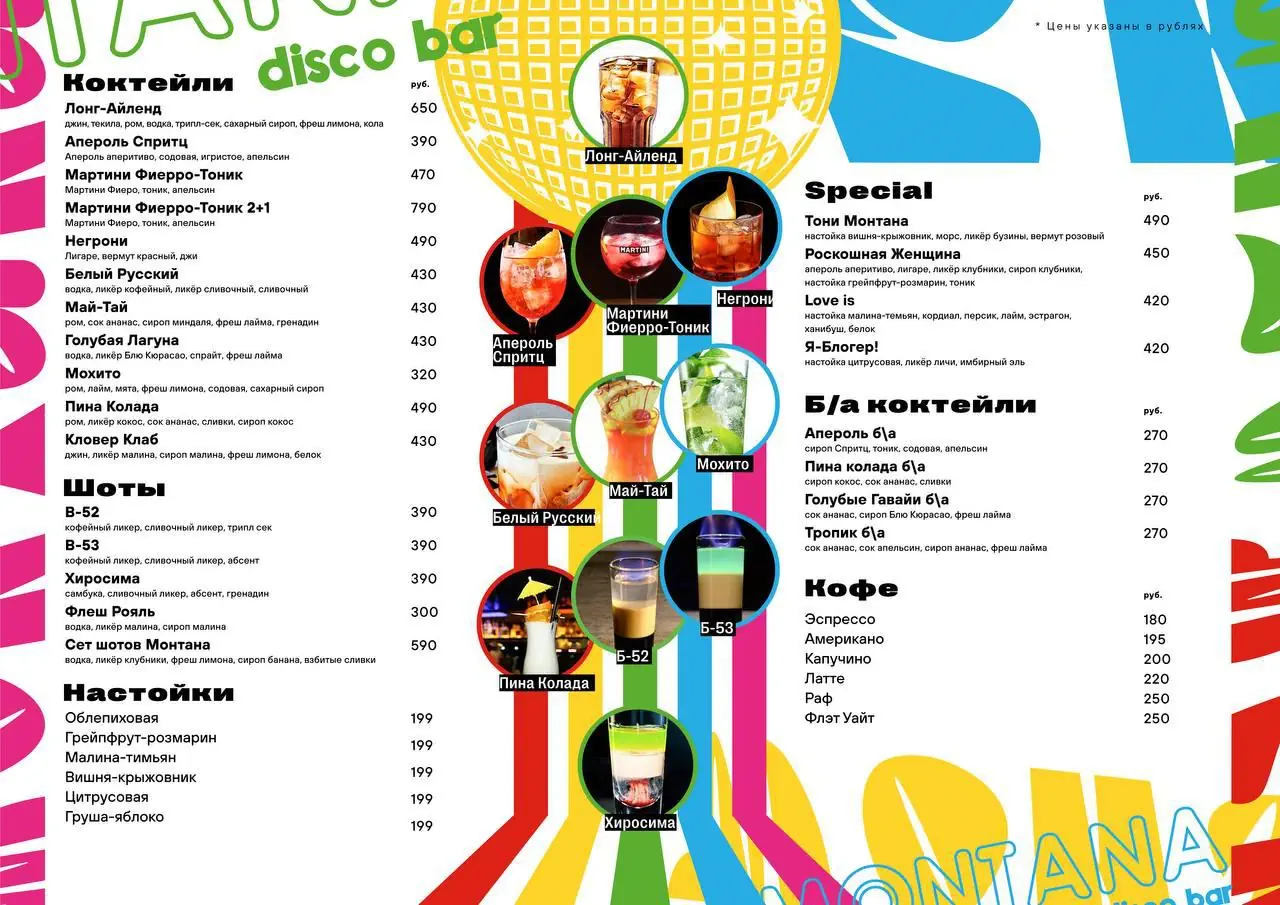 disco bar
Коктейли
руб.
Лонг-Айленд 650
джин, текила, ром, водка, трипл-сек, сахарный сироп, фреш лимона, кола
Апероль Спритц 390
Апероль аперитиво, содовая, игристое, апельсин
Мартини Фиерро-Тоник 470
Мартини Фиеро, тоник, апельсин
Мартини Фиерро-Тоник 2+1 790
Мартини Фиеро, тоник, апельсин
Негрони 490
Лигаре, вермут красный, джи
Белый Русский 430
водка, ликёр кофейный, ликёр сливочный, сливочный
Май-Тай 430
ром, сок ананас, сироп миндаля, фреш лайма, гренадин
Голубая Лагуна 430
водка, ликёр Блю Кюрасао, спрайт, фреш лайма
Мохито 320
ром, лайм, мята, фреш лимона, содовая, сахарный сироп
Пина Колада 490
ром, ликёр кокос, сок ананас, сливки, сироп кокос
Кловер Клаб 430
джин, ликёр малина, сироп малина, фреш лимона, белок
Шоты
В-52 390
кофейный ликер, сливочный ликер, трипл сек
В-53 390
кофейный ликер, сливочный ликер, абсент
Хиросима 390
самбука, сливочный ликер, абсент, гренадин
Флеш Рояль 300
водка, ликёр малина, сироп малина
Сет шотов Монтана 590
водка, ликёр клубники, фреш лимона, сироп банана, взбитые сливки
Настойки
Облепиховая 199
Грейпфрут-розмарин 199
Малина-тимьян 199
Вишня-крыжовник 199
Цитрусовая 199
Груша-яблоко 199
Лонг-Айленд
MARTINI
Негрони
Мартини
Фиерро-Тоник
Апероль
Спритц
Мохито
Май-Тай
Белый Русский
Б-53
Б-52
Пина Колада
Хиросима
* Цены указаны в рублях
Special
руб.
Тони Монтана 490
настойка вишня-крыжовник, морс, ликёр бузины, вермут розовый
Роскошная Женщина 450
апероль аперитиво, лигаре, ликёр клубники, сироп клубники,
настойка грейпфрут-розмарин, тоник
Love is 420
настойка малина-темьян, кордиал, персик, лайм, эстрагон,
ханибуш, белок
Я-Блогер! 420
настойка цитрусовая, ликёр личи, имбирный эль
Б/а коктейли
руб.
Апероль б\а 270
сироп Спритц, тоник, содовая, апельсин
Пина колада б\а 270
сироп кокос, сок ананас, сливки
Голубые Гавайи б\а 270
сок ананас, сироп Блю Кюрасао, фреш лайма
Тропик б\а 270
сок ананас, сок апельсин, сироп ананас, фреш лайма
Кофе
руб.
Эспрессо 180
Американо 195
Капучино 200
Латте 220
Раф 250
Флэт Уайт 250
MONTANA
disco bar